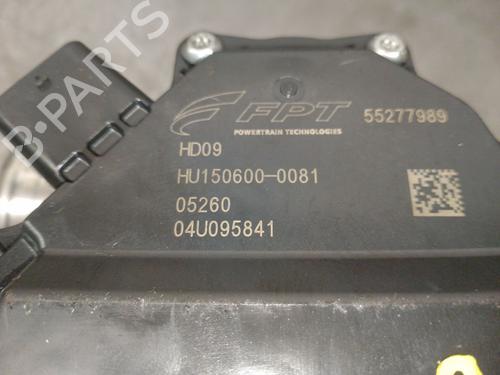 B-PARTS
FPT
POWERTRAIN TECHNOLOGIES
55277989
HD09
HU150600-0081
05260
04U095841